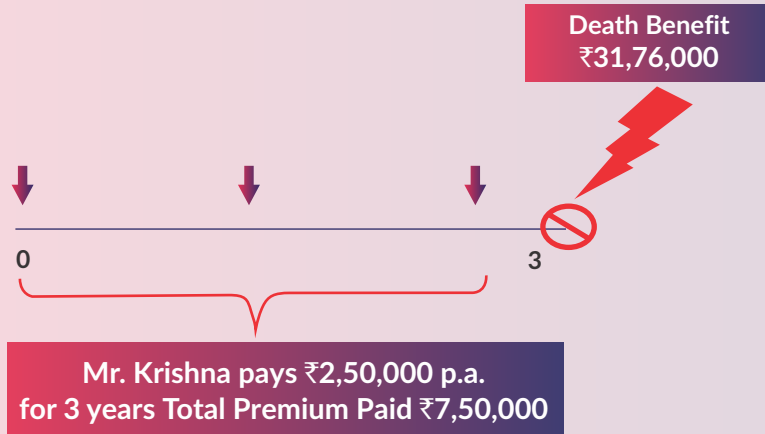 Death Benefit
₹31,76,000
0
3
Mr. Krishna pays ₹2,50,000 p.a.
for 3 years Total Premium Paid ₹7,50,000